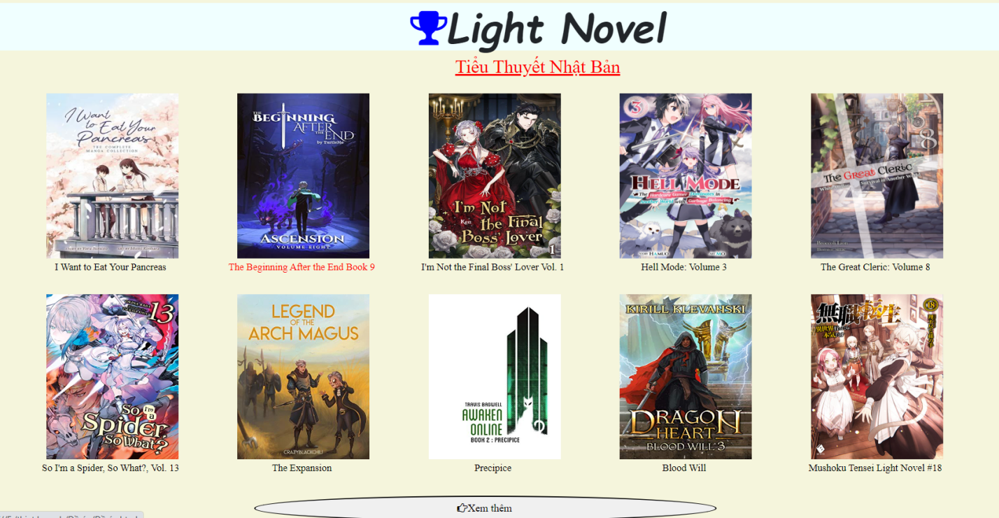 Light Novel
Tiểu Thuyết Nhật Bản
I Want
to Eat Your
Pancreas
THE COMPLETE
MANGA COLLECTION
THE
BEGINNING
AFTER
THE END
by TurtleMe
ASCENSION
VOLUME EIGHT
I'm Not
Ken the Final
Boss' Lover
1
3
HELL MODE
The Hardcore Gamer Dominates in
Another World with Garbage Balancing
HAMUO
MO
8
The Great Cleric
Broccoli Lion
I Want to Eat Your Pancreas
The Beginning After the End Book 9
I'm Not the Final Boss' Lover Vol. 1
Hell Mode: Volume 3
The Great Cleric: Volume 8
OKINA BABA
13
So I'm a
Spider,
So What?
LEGEND
OF THE
ARCH MAGUS
CRAZYBLACKCHILI
TRAVIS BAGWELL
AWAKEN
ONLINE
BOOK 2 : PRECIPICE
KIRILL KLEVANSKI
DRAGON
HEART
BLOOD WILL 3
無職転生
異世界行ったら
本気だす
18
So I'm a Spider, So What?, Vol. 13
The Expansion
Precipice
Blood Will
Mushoku Tensei Light Novel #18
Xem thêm